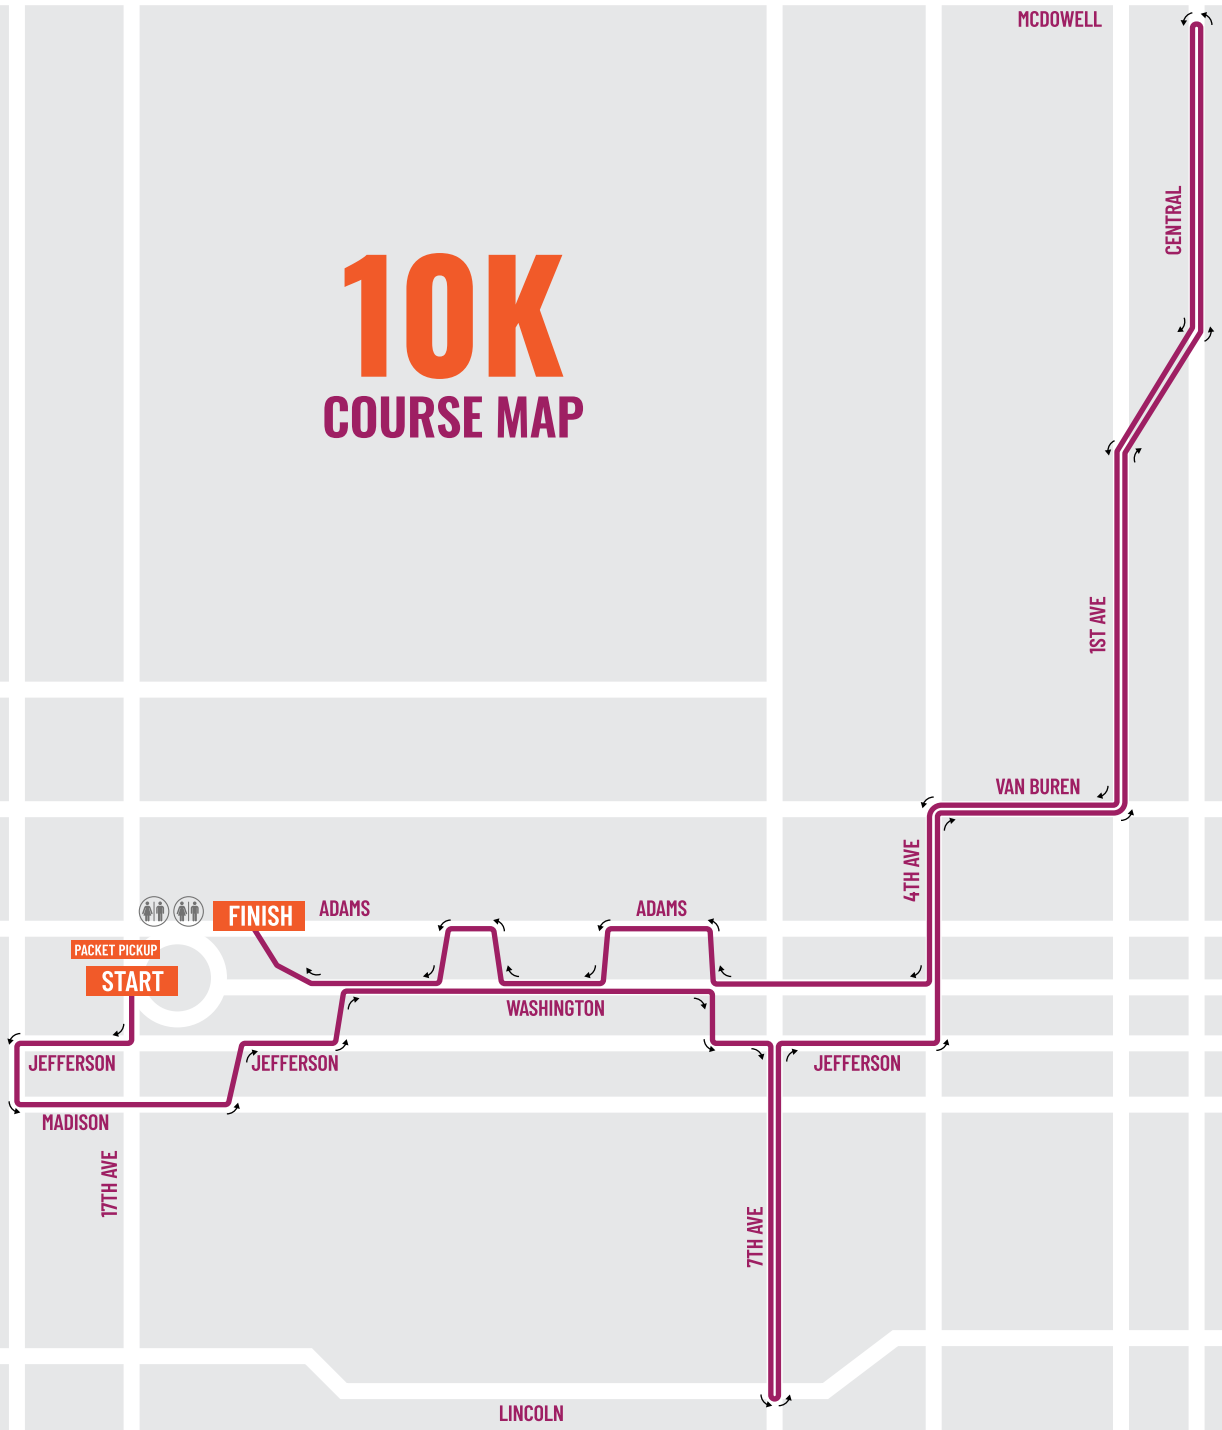 MCDOWELL
CENTRAL
10K
COURSE MAP
1ST AVE
VAN BUREN
4TH AVE
FINISH
ADAMS
ADAMS
PACKET PICKUP
START
WASHINGTON
JEFFERSON
JEFFERSON
JEFFERSON
MADISON
17TH AVE
7TH AVE
LINCOLN